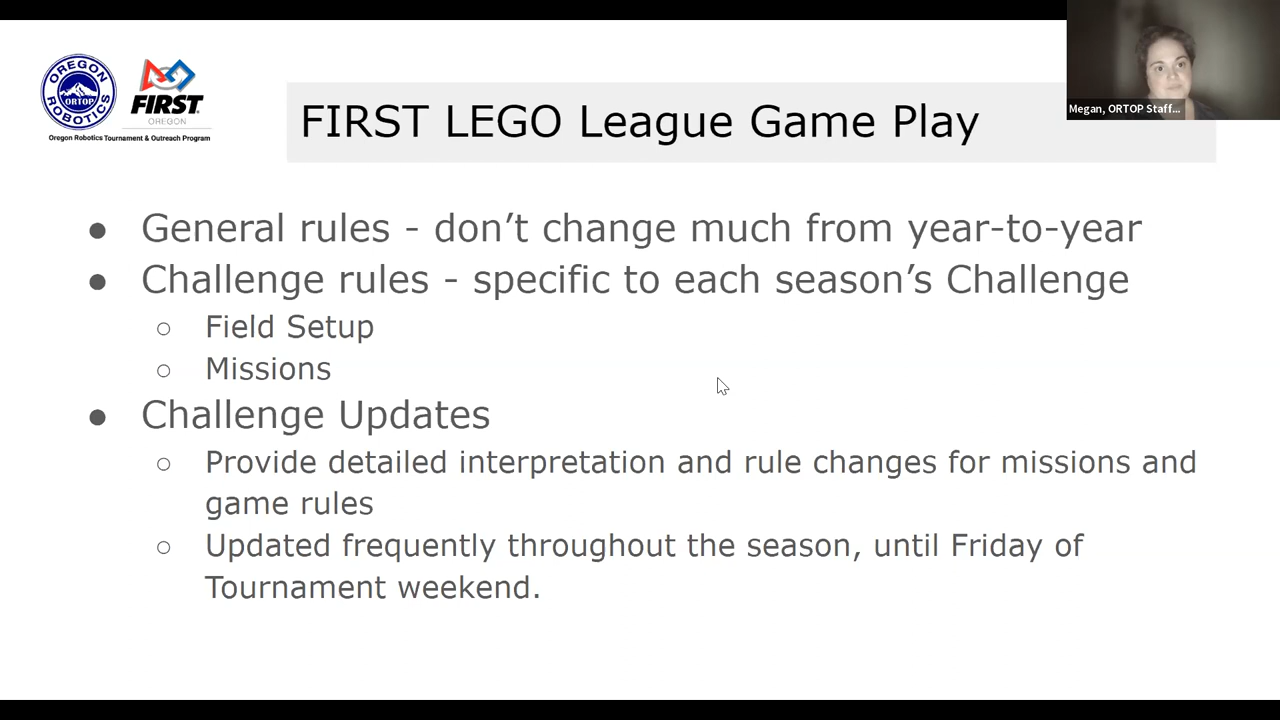 OREGON
ROBOTICS
ORTOP
FIRST
OREGON
Oregon Robotics Tournament & Outreach Program
FIRST LEGO League Game Play
Megan, ORTOP Staff...
● General rules - don’t change much from year-to-year
● Challenge rules - specific to each season’s Challenge
○ Field Setup
○ Missions
● Challenge Updates
○ Provide detailed interpretation and rule changes for missions and
game rules
○ Updated frequently throughout the season, until Friday of
Tournament weekend.